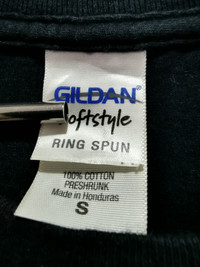 GILDAN®
Softstyle
RING SPUN
100% COTTON
PRESHRUNK
Made in Honduras
S